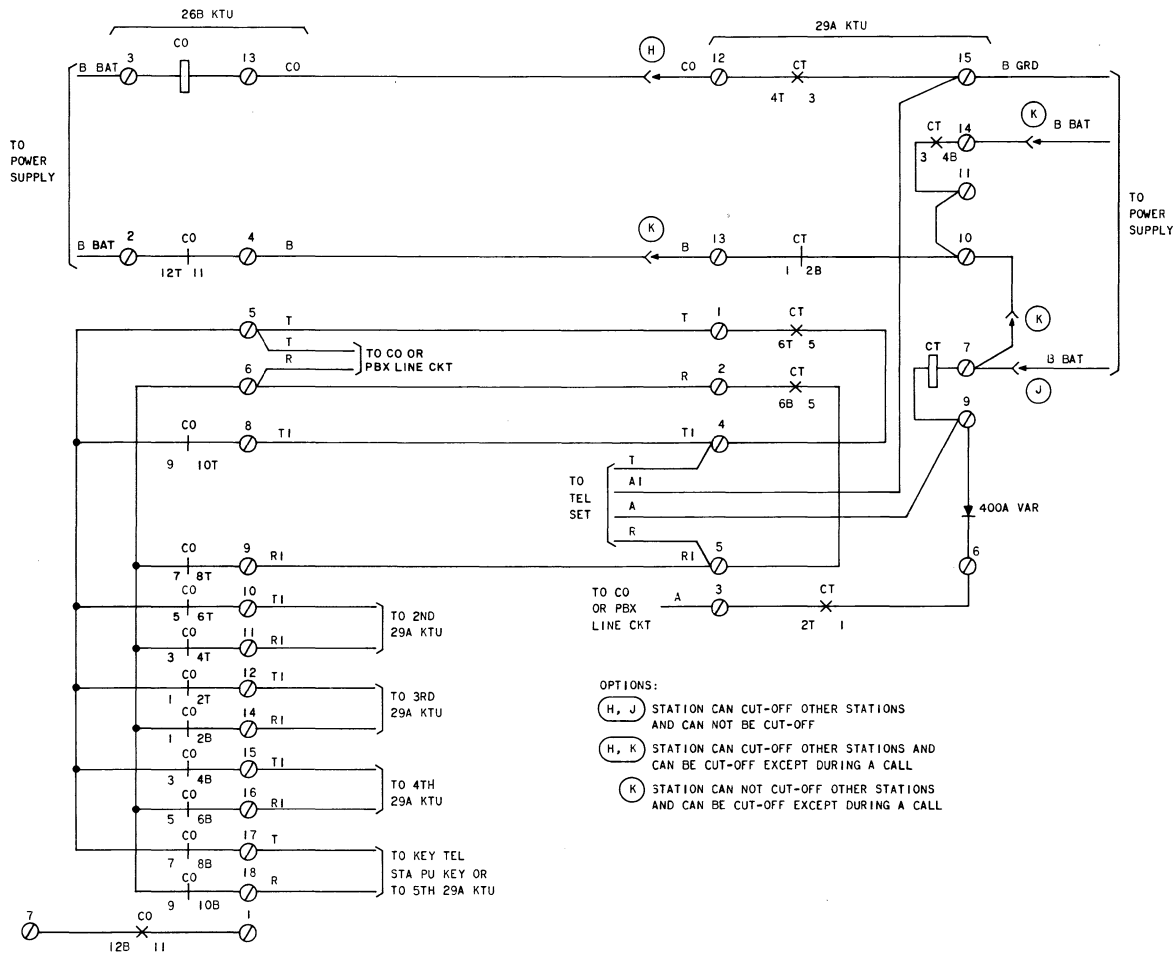 26B KTU
29A KTU
CO
3
13
B BAT
CO
H
CO
12
CT
4T 3
15
B GRD
TO
POWER
SUPPLY
K
B BAT
CT
14
3 4B
11
TO
POWER
SUPPLY
B BAT
2
CO
12T 11
4
B
K
B
13
CT
1 2B
10
K
5
T
T
R
TO CO OR
PBX LINE CKT
T
1
CT
6T 5
6
R
2
CT
6B 5
CT
7
B BAT
J
9
CO
9 10T
8
T1
T1
4
TO
TEL
SET
T
A1
A
R
400A VAR
CO
7 8T
9
R1
R1
5
6
CO
5 6T
10
T1
TO 2ND
29A KTU
CO
3 4T
11
R1
TO CO
OR PBX
LINE CKT
A
3
CT
2T 1
CO
1 2T
12
T1
TO 3RD
29A KTU
CO
1 2B
14
R1
CO
3 4B
15
T1
TO 4TH
29A KTU
CO
5 6B
16
R1
CO
7 8B
17
T
TO KEY TEL
STA PU KEY OR
TO 5TH 29A KTU
CO
9 10B
18
R
7
CO
12B 11
1
OPTIONS:
H, J STATION CAN CUT-OFF OTHER STATIONS
AND CAN NOT BE CUT-OFF
H, K STATION CAN CUT-OFF OTHER STATIONS AND
CAN BE CUT-OFF EXCEPT DURING A CALL
K STATION CAN NOT CUT-OFF OTHER STATIONS
AND CAN BE CUT-OFF EXCEPT DURING A CALL